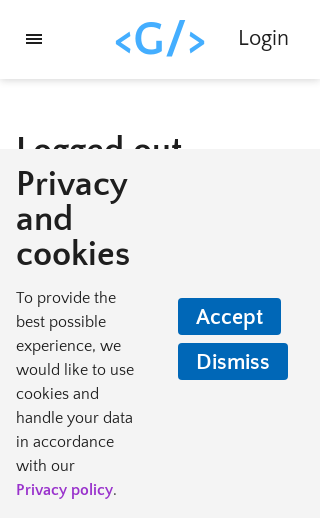 <G/>
Login
Logged out
Privacy
and
cookies
To provide the
best possible
experience, we
would like to use
cookies and
handle your data
in accordance
with our
Privacy policy.
Accept
Dismiss